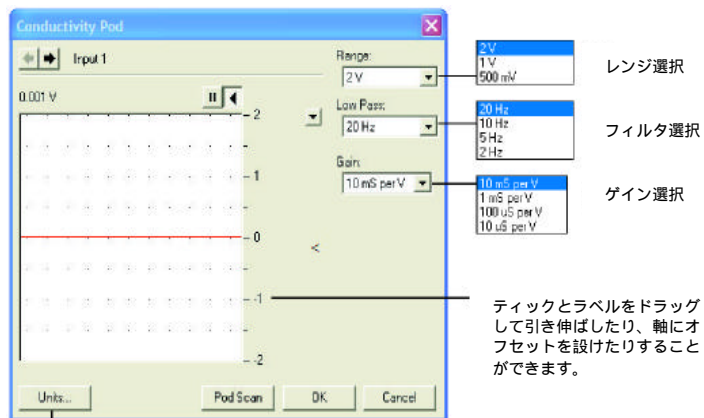 Conductivity Pod
Input 1
0.001 V
2
1
0
-1
-2
<
Range:
2 V
Low Pass:
20 Hz
Gain:
10 mS per V
2 V
1 V
500 mV
レンジ選択
20 Hz
10 Hz
5 Hz
2 Hz
フィルタ選択
10 mS per V
1 mS per V
100 uS per V
10 uS per V
ゲイン選択
ティックとラベルをドラッグ
して引き伸ばしたり、軸にオ
フセットを設けたりすること
ができます。
Units...
Pod Scan
OK
Cancel